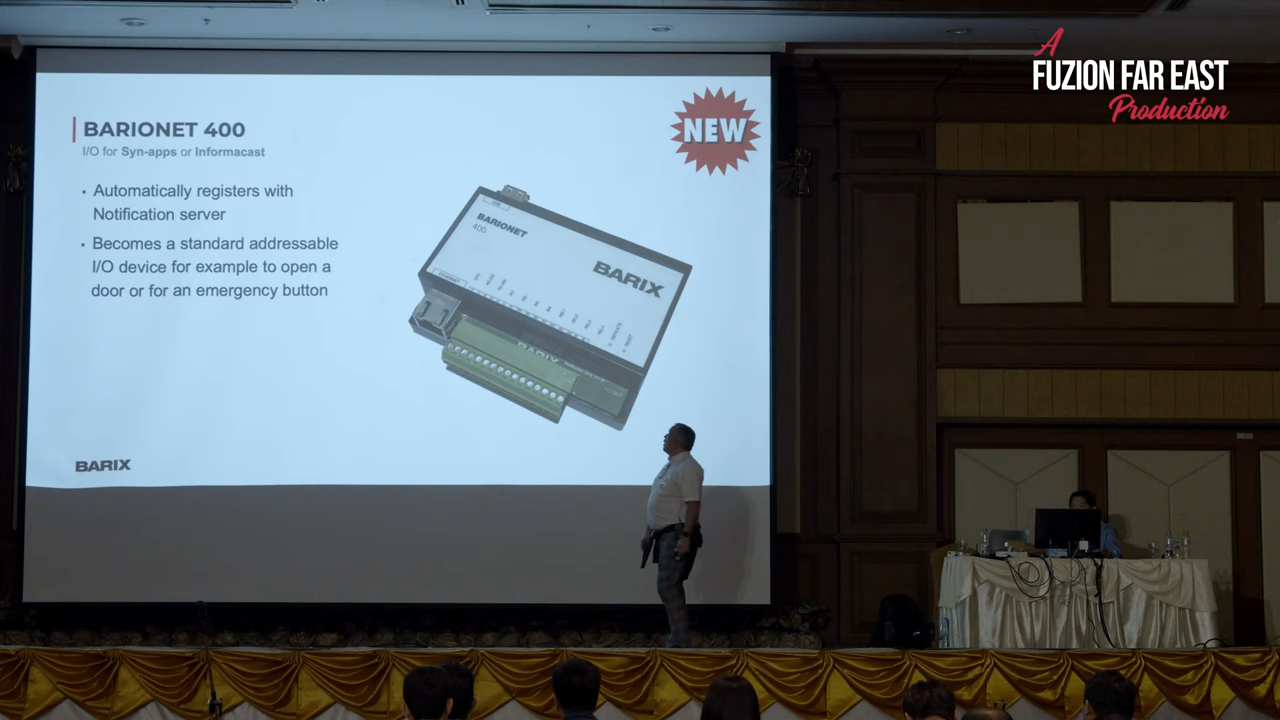 A
FUZION FAR EAST
Production
BARIONET 400
I/O for Syn-apps or Informacast
NEW
• Automatically registers with
Notification server
• Becomes a standard addressable
I/O device for example to open a
door or for an emergency button
BARIONET
400
BARIX
BARIX
BARIX